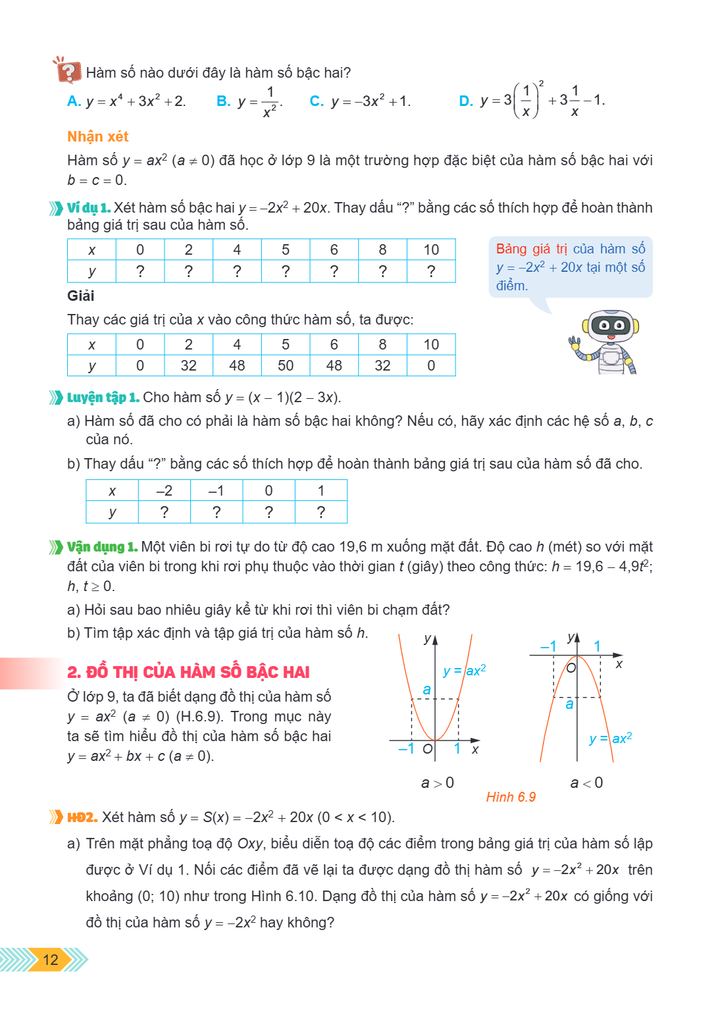 Hàm số nào dưới đây là hàm số bậc hai?
A. y = x⁴ + 3x² + 2. B. y = 1/x². C. y = −3x² + 1. D. y = 3(1/x)² + 3 1/x − 1.
Nhận xét
Hàm số y = ax² (a ≠ 0) đã học ở lớp 9 là một trường hợp đặc biệt của hàm số bậc hai với
b = c = 0.
Ví dụ 1. Xét hàm số bậc hai y = −2x² + 20x. Thay dấu “?” bằng các số thích hợp để hoàn thành
bảng giá trị sau của hàm số.
x 0 2 4 5 6 8 10
y ? ? ? ? ? ? ?
Bảng giá trị của hàm số
y = −2x² + 20x tại một số
điểm.
Giải
Thay các giá trị của x vào công thức hàm số, ta được:
x 0 2 4 5 6 8 10
y 0 32 48 50 48 32 0
Luyện tập 1. Cho hàm số y = (x − 1)(2 − 3x).
a) Hàm số đã cho có phải là hàm số bậc hai không? Nếu có, hãy xác định các hệ số a, b, c
của nó.
b) Thay dấu “?” bằng các số thích hợp để hoàn thành bảng giá trị sau của hàm số đã cho.
x −2 −1 0 1
y ? ? ? ?
Vận dụng 1. Một viên bi rơi tự do từ độ cao 19,6 m xuống mặt đất. Độ cao h (mét) so với mặt
đất của viên bi trong khi rơi phụ thuộc vào thời gian t (giây) theo công thức: h = 19,6 − 4,9t²;
h, t ≥ 0.
a) Hỏi sau bao nhiêu giây kể từ khi rơi thì viên bi chạm đất?
b) Tìm tập xác định và tập giá trị của hàm số h.
2. ĐỒ THỊ CỦA HÀM SỐ BẬC HAI
Ở lớp 9, ta đã biết dạng đồ thị của hàm số
y = ax² (a ≠ 0) (H.6.9). Trong mục này
ta sẽ tìm hiểu đồ thị của hàm số bậc hai
y = ax² + bx + c (a ≠ 0).
y
y = ax²
a
−1 O 1 x
a > 0
y
−1 1
O x
a
y = ax²
a < 0
Hình 6.9
HĐ2. Xét hàm số y = S(x) = −2x² + 20x (0 < x < 10).
a) Trên mặt phẳng toạ độ Oxy, biểu diễn toạ độ các điểm trong bảng giá trị của hàm số lập
được ở Ví dụ 1. Nối các điểm đã vẽ lại ta được dạng đồ thị hàm số y = −2x² + 20x trên
khoảng (0; 10) như trong Hình 6.10. Dạng đồ thị của hàm số y = −2x² + 20x có giống với
đồ thị của hàm số y = −2x² hay không?
12